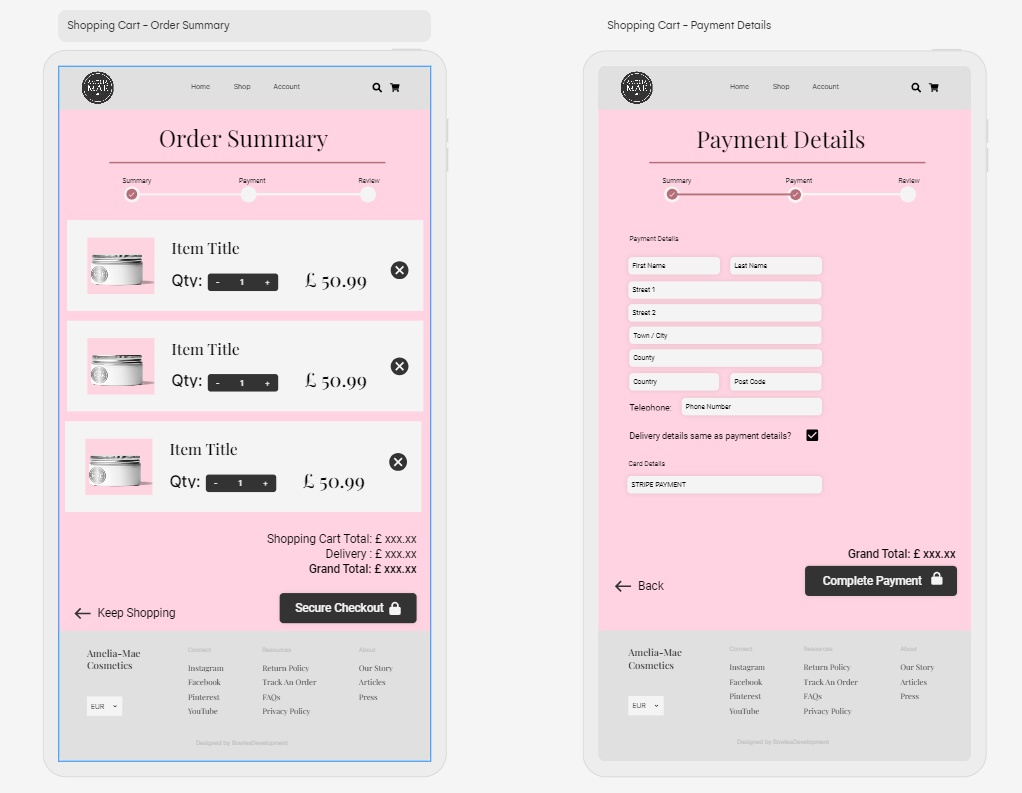 Shopping Cart – Order Summary
MAE
Home Shop Account
Order Summary
Summary Payment Review
Item Title
Qty: - 1 + £ 50.99
Item Title
Qty: - 1 + £ 50.99
Item Title
Qty: - 1 + £ 50.99
Shopping Cart Total: £ xxx.xx
Delivery : £ xxx.xx
Grand Total: £ xxx.xx
Keep Shopping
Secure Checkout
Amelia-Mae
Cosmetics
EUR
Connect
Instagram
Facebook
Pinterest
YouTube
Resources
Return Policy
Track An Order
FAQs
Privacy Policy
About
Our Story
Articles
Press
Designed by BowlesDevelopment
Shopping Cart – Payment Details
MAE
Home Shop Account
Payment Details
Summary Payment Review
Payment Details
First Name Last Name
Street 1
Street 2
Town / City
County
Country Post Code
Telephone: Phone Number
Delivery details same as payment details?
Card Details
STRIPE PAYMENT
Grand Total: £ xxx.xx
Back
Complete Payment
Amelia-Mae
Cosmetics
EUR
Connect
Instagram
Facebook
Pinterest
YouTube
Resources
Return Policy
Track An Order
FAQs
Privacy Policy
About
Our Story
Articles
Press
Designed by BowlesDevelopment